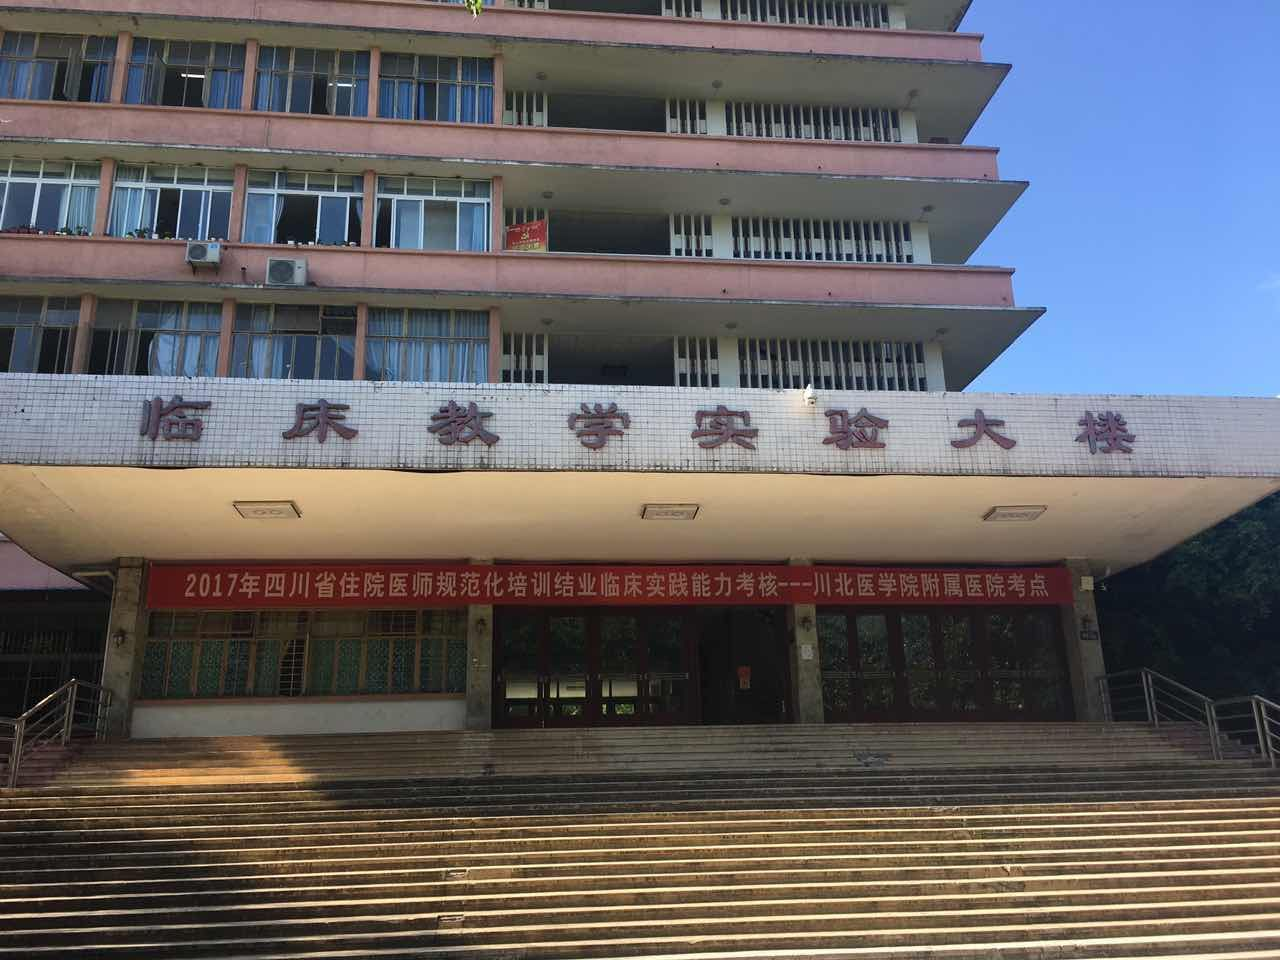 临床教学实验大楼
2017年四川省住院医师规范化培训结业临床实践能力考核---川北医学院附属医院考点